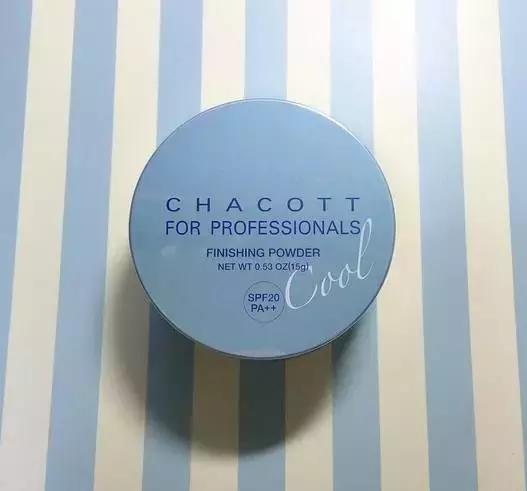 CHACOTT
FOR PROFESSIONALS
FINISHING POWDER
NET WT 0.53 OZ(15g)
Cool
SPF20
PA++